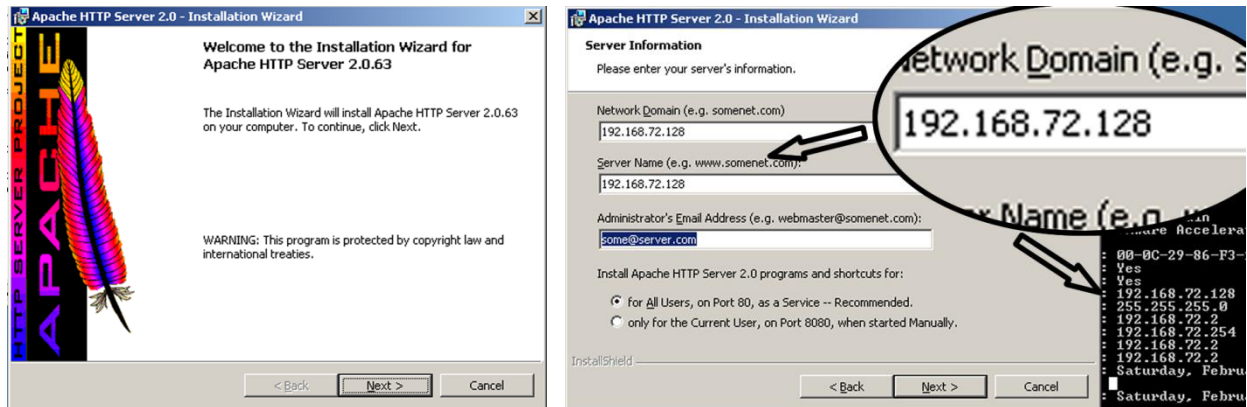 Apache HTTP Server 2.0 - Installation Wizard
HTTP SERVER PROJECT
APACHE
Welcome to the Installation Wizard for
Apache HTTP Server 2.0.63
The Installation Wizard will install Apache HTTP Server 2.0.63
on your computer. To continue, click Next.
WARNING: This program is protected by copyright law and
international treaties.
< Back
Next >
Cancel
Apache HTTP Server 2.0 - Installation Wizard
Server Information
Please enter your server's information.
Network Domain (e.g. somenet.com)
192.168.72.128
Server Name (e.g. www.somenet.com):
192.168.72.128
Administrator's Email Address (e.g. webmaster@somenet.com):
some@server.com
Install Apache HTTP Server 2.0 programs and shortcuts for:
for All Users, on Port 80, as a Service -- Recommended.
only for the Current User, on Port 8080, when started Manually.
InstallShield
< Back
Next >
Cancel
Network Domain (e.g. s
192.168.72.128
Name (e.g.
Accelera
: 00-0C-29-86-F3-
: Yes
: Yes
: 192.168.72.128
: 255.255.255.0
: 192.168.72.2
: 192.168.72.254
: 192.168.72.2
: 192.168.72.2
: Saturday, Febru
: Saturday, Febru